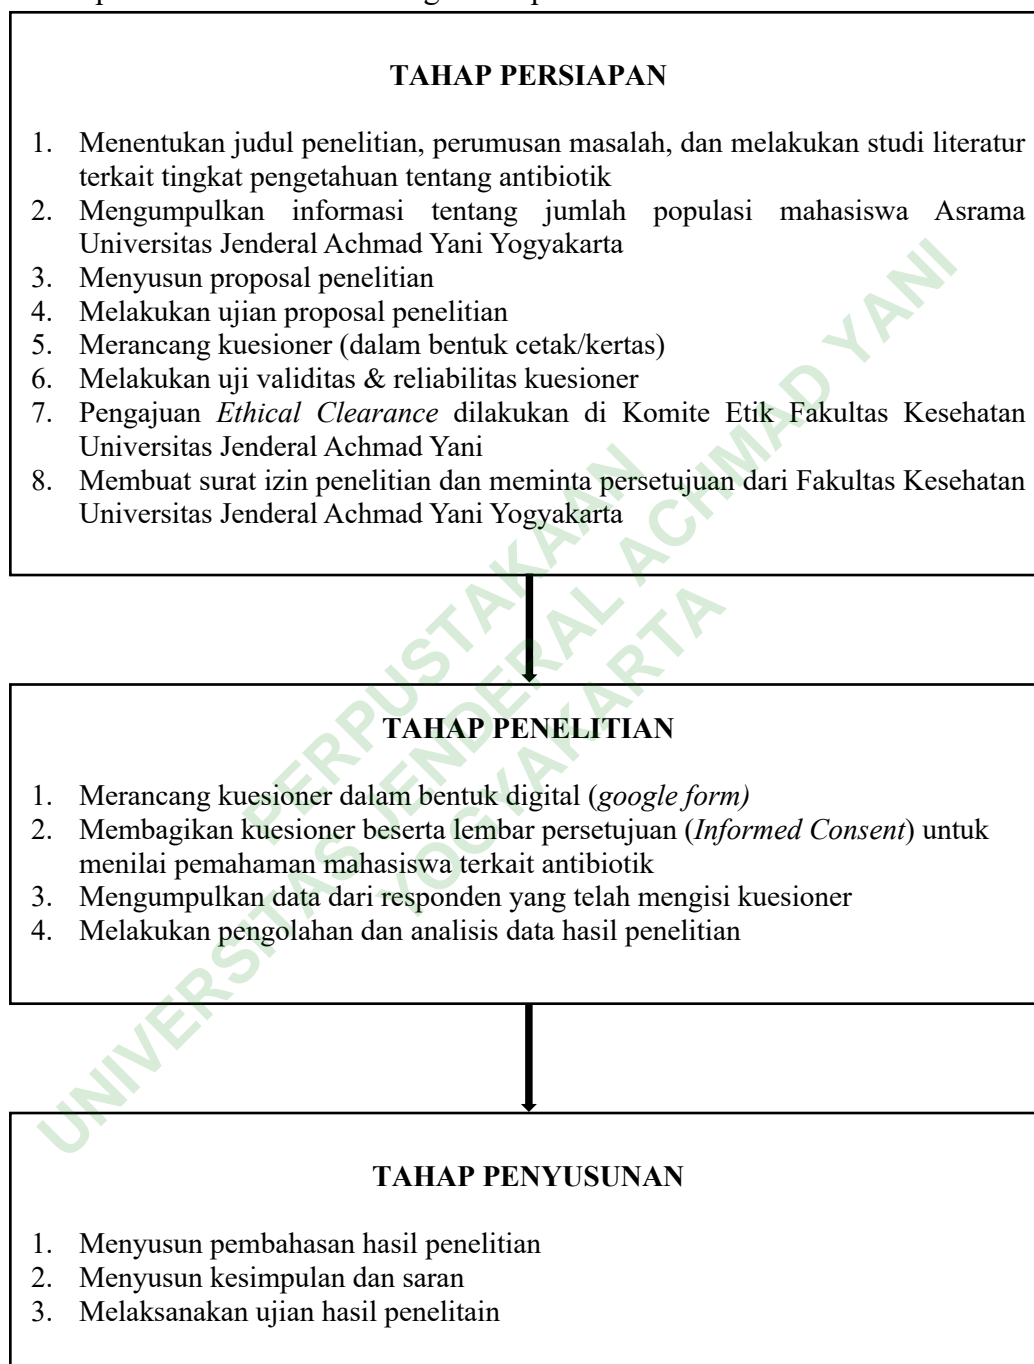 TAHAP PERSIAPAN
1. Menentukan judul penelitian, perumusan masalah, dan melakukan studi literatur
terkait tingkat pengetahuan tentang antibiotik
2. Mengumpulkan informasi tentang jumlah populasi mahasiswa Asrama
Universitas Jenderal Achmad Yani Yogyakarta
3. Menyusun proposal penelitian
4. Melakukan ujian proposal penelitian
5. Merancang kuesioner (dalam bentuk cetak/kertas)
6. Melakukan uji validitas & reliabilitas kuesioner
7. Pengajuan Ethical Clearance dilakukan di Komite Etik Fakultas Kesehatan
Universitas Jenderal Achmad Yani
8. Membuat surat izin penelitian dan meminta persetujuan dari Fakultas Kesehatan
Universitas Jenderal Achmad Yani Yogyakarta
TAHAP PENELITIAN
1. Merancang kuesioner dalam bentuk digital (google form)
2. Membagikan kuesioner beserta lembar persetujuan (Informed Consent) untuk
menilai pemahaman mahasiswa terkait antibiotik
3. Mengumpulkan data dari responden yang telah mengisi kuesioner
4. Melakukan pengolahan dan analisis data hasil penelitian
TAHAP PENYUSUNAN
1. Menyusun pembahasan hasil penelitian
2. Menyusun kesimpulan dan saran
3. Melaksanakan ujian hasil penelitain
PERPUSTAKAAN
UNIVERSITAS JENDERAL ACHMAD YANI
YOGYAKARTA